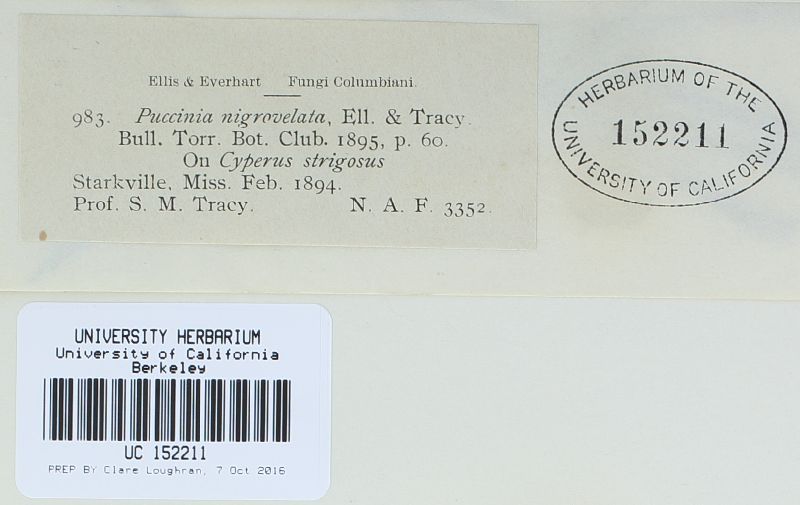 Ellis & Everhart Fungi Columbiani.
983. Puccinia nigrovelata, Ell. & Tracy.
Bull. Torr. Bot. Club. 1895, p. 60.
On Cyperus strigosus
Starkville, Miss. Feb. 1894.
Prof. S. M. Tracy. N. A. F. 3352.
HERBARIUM OF THE
152211
UNIVERSITY OF CALIFORNIA
UNIVERSITY HERBARIUM
University of California
Berkeley
UC 152211
PREP BY Clare Loughran, 7 Oct 2016